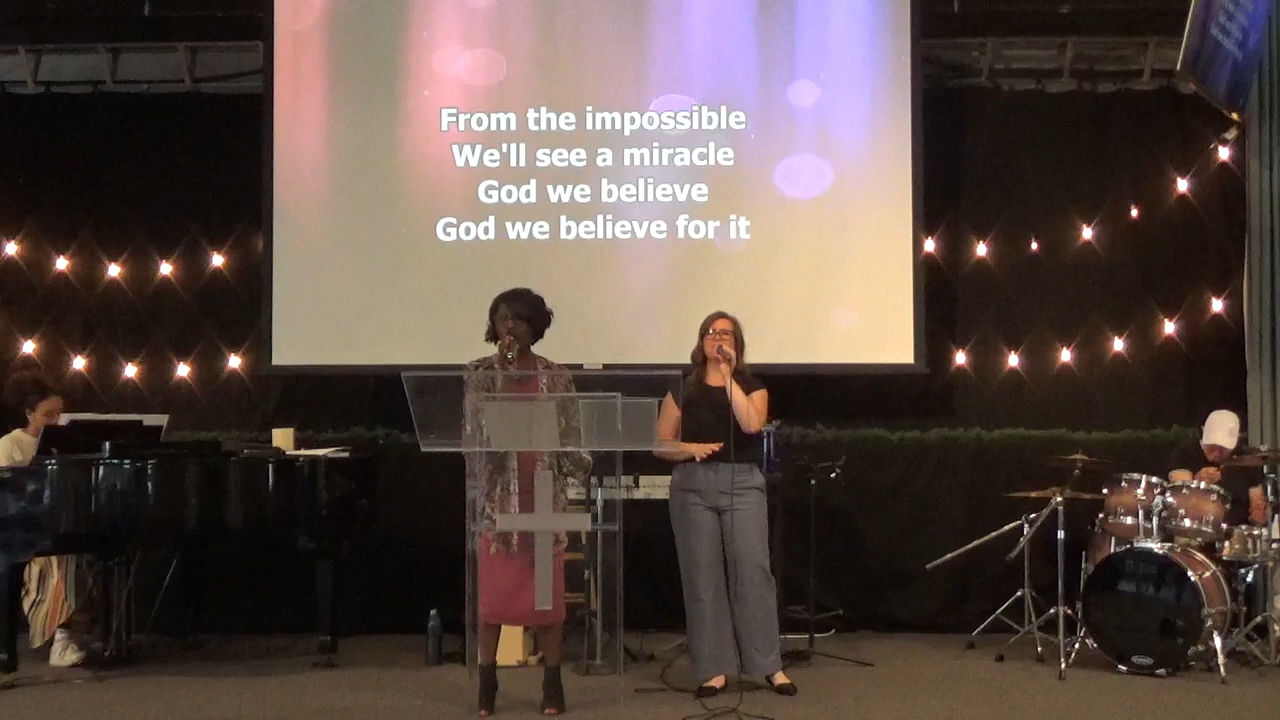 From the impossible
We'll see a miracle
God we believe
God we believe for it